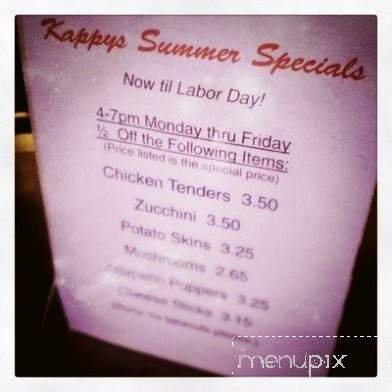 Kappys Summer Specials
Now til Labor Day!
4-7pm Monday thru Friday
½ Off the Following Items:
(Price listed is the special price)
Chicken Tenders 3.50
Zucchini 3.50
Potato Skins 3.25
Mushrooms 2.65
Jalapeno Poppers 3.25
Cheese Sticks 3.15
menupix